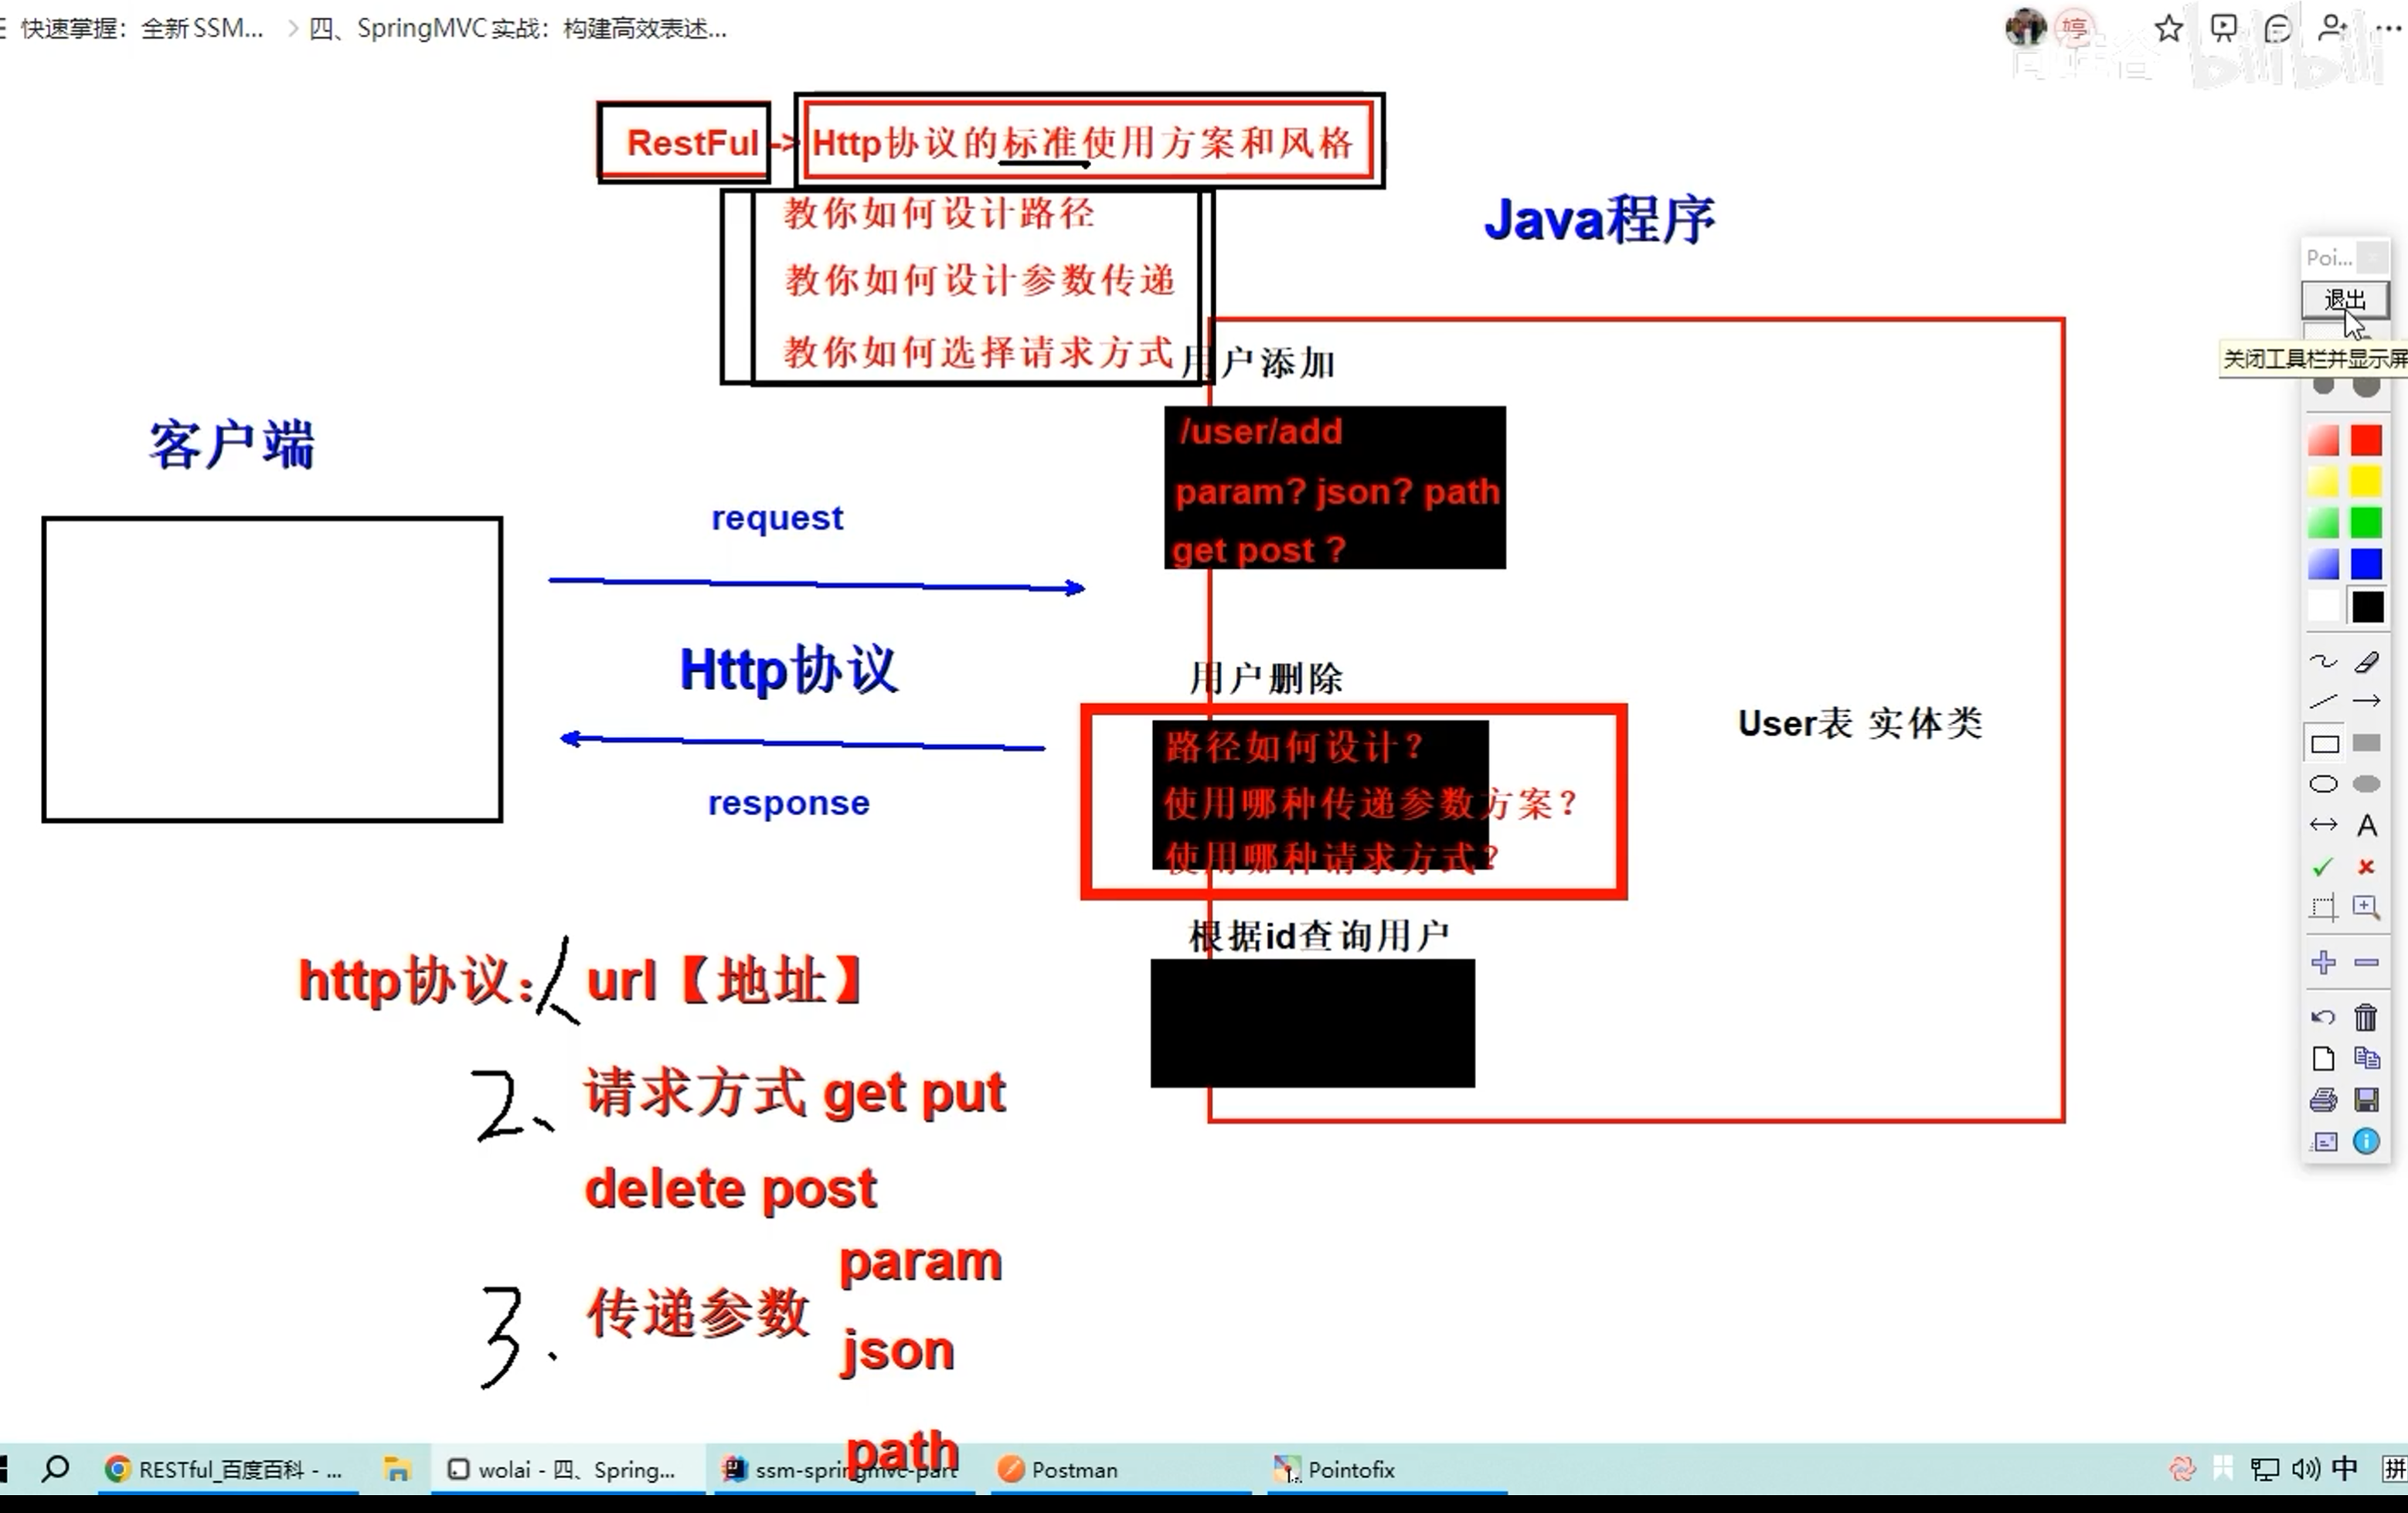 快速掌握：全新SSM... > 四、SpringMVC实战：构建高效表述...
婷
bilibili
RestFul -> Http协议的标准使用方案和风格
教你如何设计路径
教你如何设计参数传递
教你如何选择请求方式
Java程序
Poi...
退出
关闭工具栏并显示屏
用户添加
/user/add
param? json? path
get post ?
客户端
request
Http协议
response
用户删除
路径如何设计？
使用哪种传递参数方案？
使用哪种请求方式？
User表 实体类
根据id查询用户
http协议： 1、 url【地址】
2、 请求方式 get put
delete post
3、 传递参数
param
json
path
A
RESTful_百度百科 - ...
wolai - 四、Spring...
ssm-springmvc-part
Postman
Pointofix
中
拼